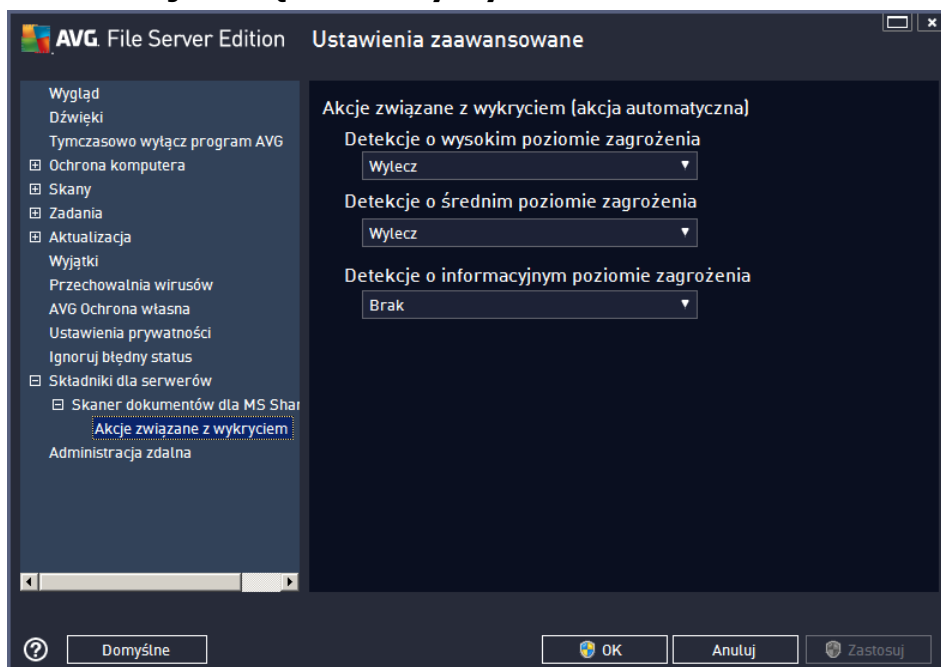 AVG. File Server Edition
Ustawienia zaawansowane
Wygląd
Dźwięki
Tymczasowo wyłącz program AVG
Ochrona komputera
Skany
Zadania
Aktualizacja
Wyjątki
Przechowalnia wirusów
AVG Ochrona własna
Ustawienia prywatności
Ignoruj błędny status
Składniki dla serwerów
Skaner dokumentów dla MS Shar
Akcje związane z wykryciem
Administracja zdalna
Akcje związane z wykryciem (akcja automatyczna)
Detekcje o wysokim poziomie zagrożenia
Wylecz
Detekcje o średnim poziomie zagrożenia
Wylecz
Detekcje o informacyjnym poziomie zagrożenia
Brak
Domyślne
OK
Anuluj
Zastosuj